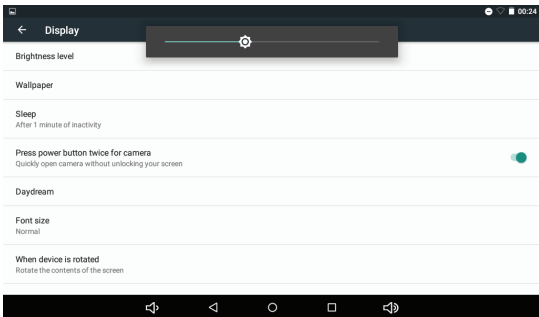 00:24
Display
Brightness level
Wallpaper
Sleep
After 1 minute of inactivity
Press power button twice for camera
Quickly open camera without unlocking your screen
Daydream
Font size
Normal
When device is rotated
Rotate the contents of the screen